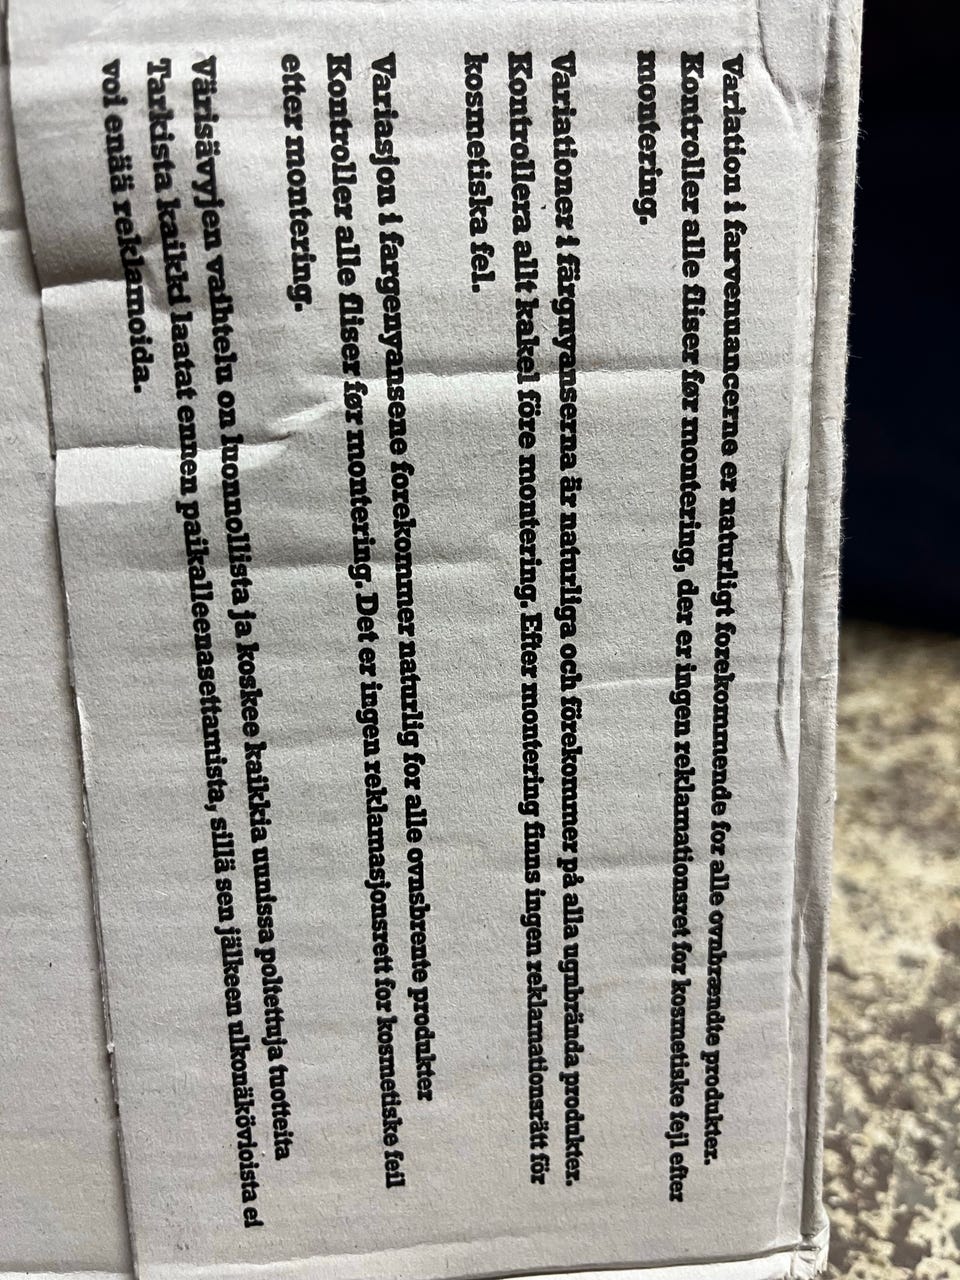 Variation i farvenuancerne er naturligt forekommende for alle ovnbrændte produkter.
Kontroller alle fliser før montering, der er ingen reklamationsret for kosmetiske fejl efter
montering.
Variationer i färgnyanserna är naturliga och förekommer på alla ugnbrända produkter.
Kontrollera allt kakel före montering. Efter montering finns ingen reklamationsrätt för
kosmetiska fel.
Variasjon i fargenyansene forekommer naturlig for alle ovnsbrente produkter
Kontroller alle fliser før montering. Det er ingen reklamasjonsrett for kosmetiske feil
etter montering.
Värisävyjen vaihtelu on luonnollista ja koskee kaikkia uunissa poltettuja tuotteita
Tarkista kaikki laatat ennen paikalleenasettamista, sillä sen jälkeen ulkonäkövioista ei
voi enää reklamoida.